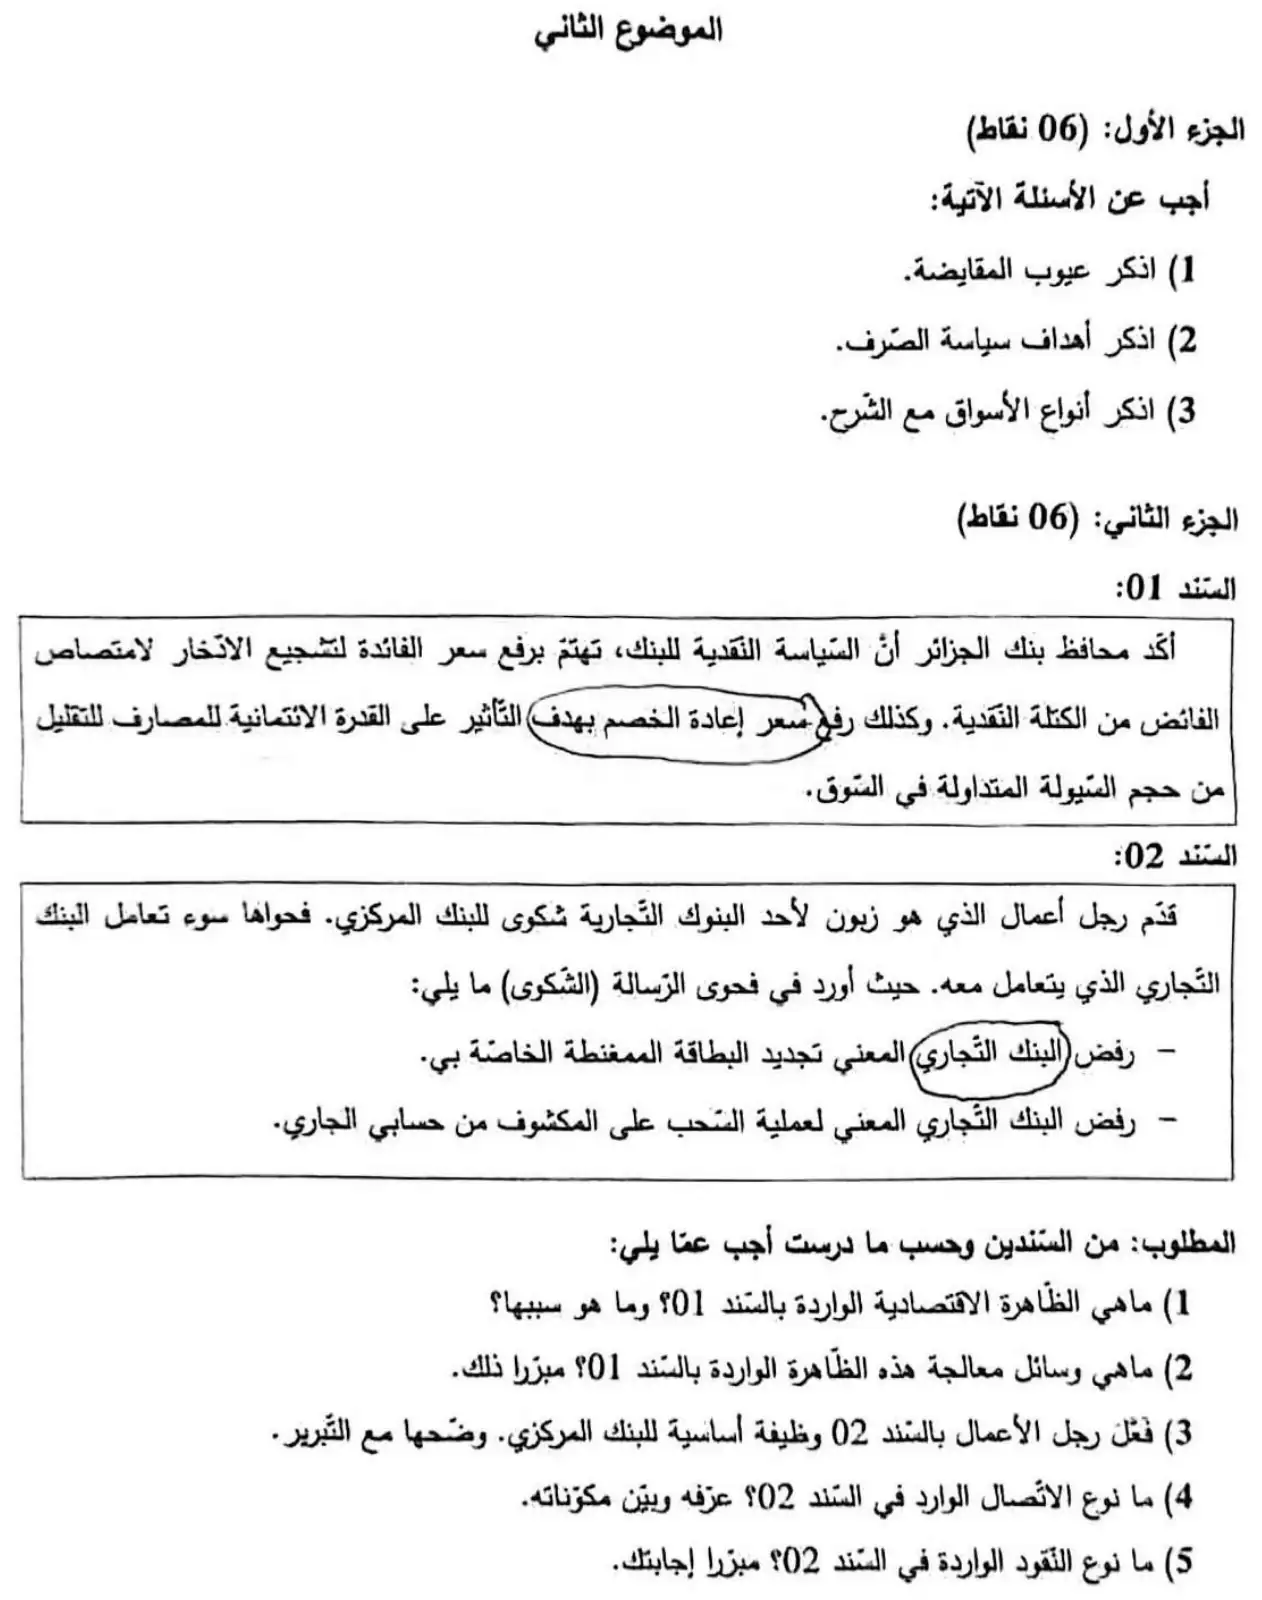 الموضوع الثاني
الجزء الأول: (06 نقاط)
أجب عن الأسئلة الآتية:
1) اذكر عيوب المقايضة.
2) اذكر أهداف سياسة الصّرف.
3) اذكر أنواع الأسواق مع الشّرح.
الجزء الثاني: (06 نقاط)
السّند 01:
أكّد محافظ بنك الجزائر أنّ السّياسة النّقدية للبنك، تهتمّ برفع سعر الفائدة لتشجيع الادّخار لامتصاص
الفائض من الكتلة النّقدية. وكذلك رفع سعر إعادة الخصم بهدف التّأثير على القدرة الائتمانية للمصارف للتقليل
من حجم السّيولة المتداولة في السّوق.
السّند 02:
قدّم رجل أعمال الذي هو زبون لأحد البنوك التّجارية شكوى للبنك المركزي. فحواها سوء تعامل البنك
التّجاري الذي يتعامل معه. حيث أورد في فحوى الرّسالة (الشّكوى) ما يلي:
– رفض البنك التّجاري المعني تجديد البطاقة الممغنطة الخاصّة بي.
– رفض البنك التّجاري المعني لعملية السّحب على المكشوف من حسابي الجاري.
المطلوب: من السّندين وحسب ما درست أجب عمّا يلي:
1) ماهي الظّاهرة الاقتصادية الواردة بالسّند 01؟ وما هو سببها؟
2) ماهي وسائل معالجة هذه الظّاهرة الواردة بالسّند 01؟ مبرّرا ذلك.
3) فَعَّلَ رجل الأعمال بالسّند 02 وظيفة أساسية للبنك المركزي. وضّحها مع التّبرير.
4) ما نوع الاتّصال الوارد في السّند 02؟ عرّفه وبيّن مكوّناته.
5) ما نوع النّقود الواردة في السّند 02؟ مبرّرا إجابتك.